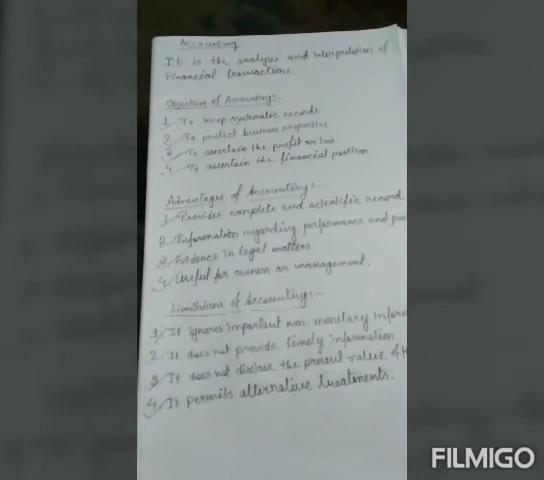 Accounting
It is the analysis and interpretation of
Financial transactions.
Objectives of Accounting:-
1. To keep systematic records
2. To protect business properties
3. To ascertain the profit or loss
4. To ascertain the financial position
Advantages of Accounting:-
1. Provides complete and scientific record.
2. Information regarding performance and
3. Evidence in legal matters.
4. Useful for owners or management.
Limitations of Accounting:-
1. It ignores important non. monetary
2. It does not provide timely information
3. It does not disclose the present value of
4. It permits alternative treatments.
FILMIGO